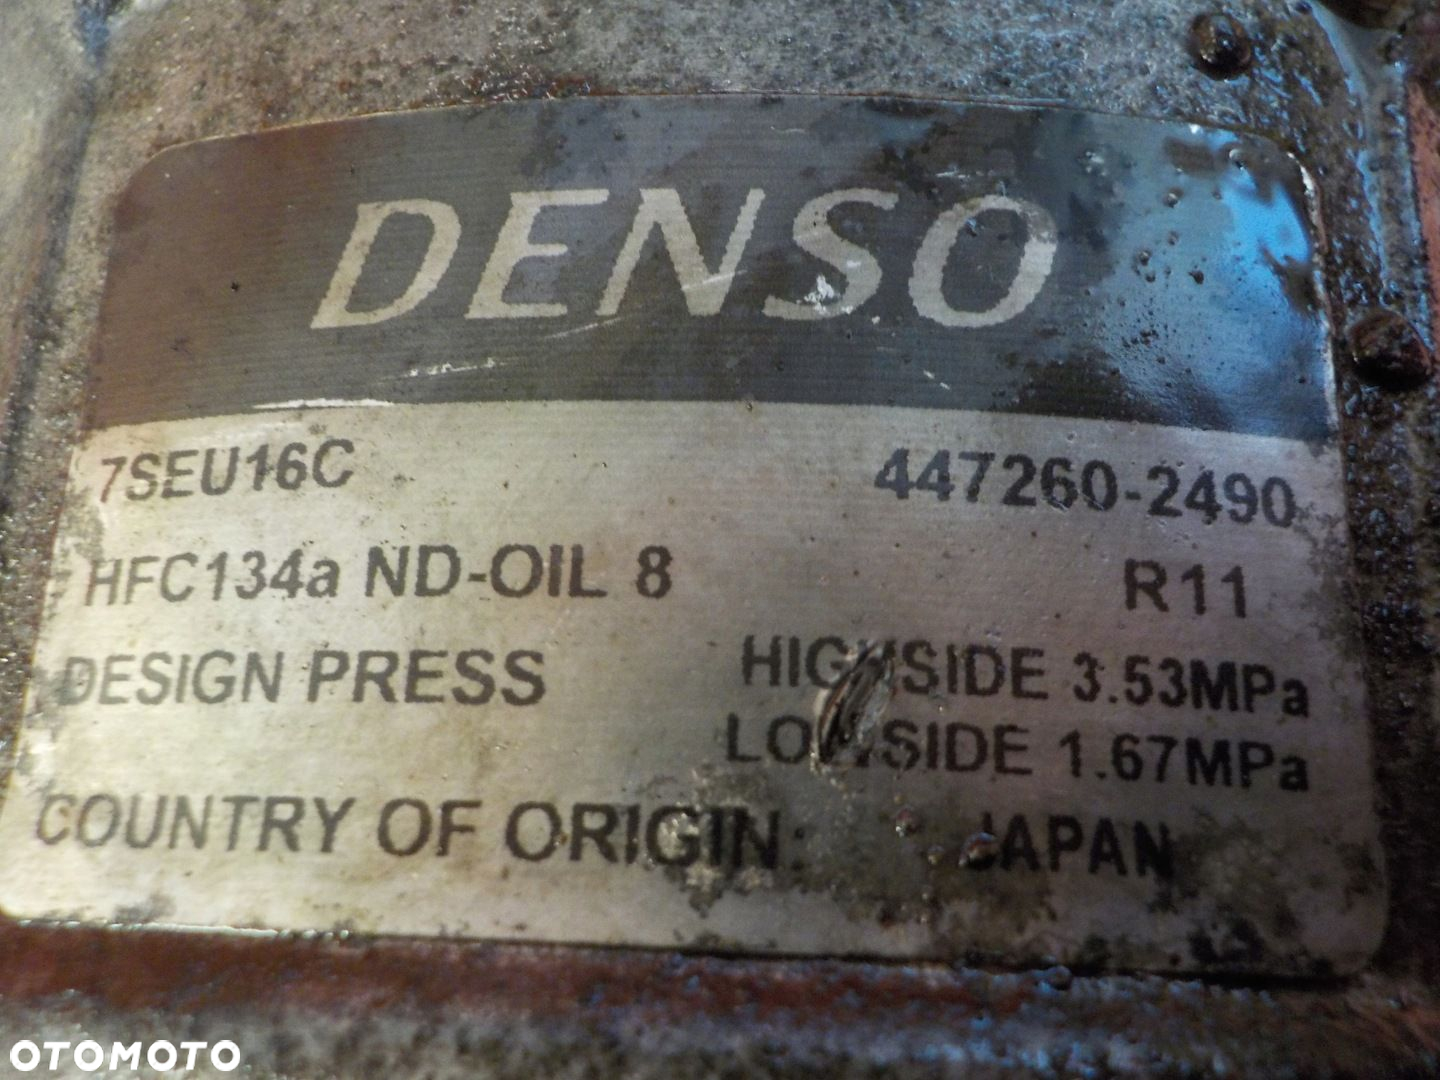 DENSO
7SEU16C 447260-2490
HFC134a ND-OIL 8 R11
DESIGN PRESS HIGHSIDE 3.53MPa
LOWSIDE 1.67MPa
COUNTRY OF ORIGIN: JAPAN
OTOMOTO